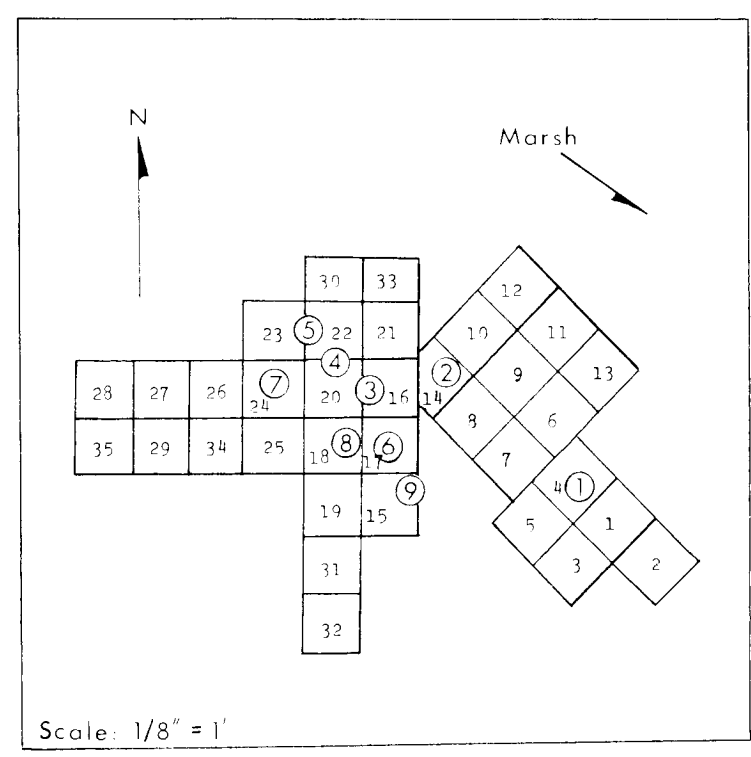 N
Marsh
30 33
12
23 ⑤ 22 21
10 11
④
28 27 26 ⑦ 24 20 ③ 16 14 ② 9 13
8 6
35 29 34 25 18 ⑧ 17 ⑥ 7
4 ①
⑨
19 15 5 1
31 3 2
32
Scale: 1/8" = 1'